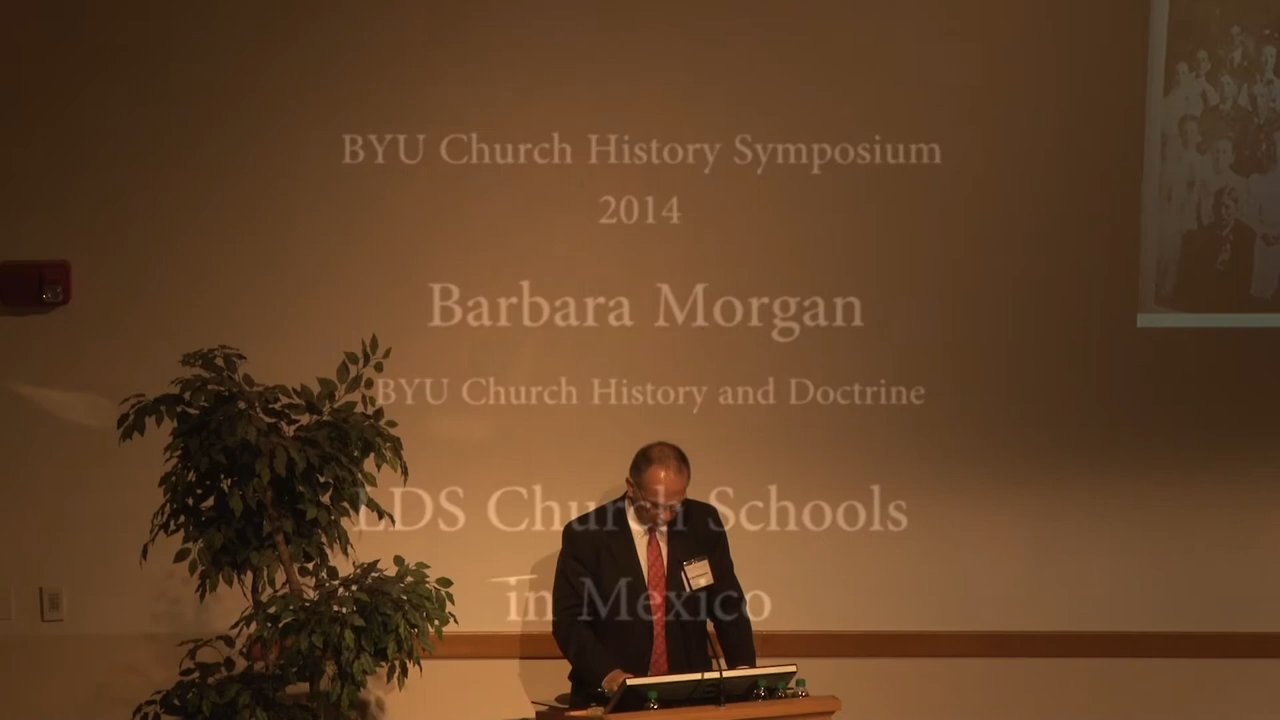 BYU Church History Symposium
2014
Barbara Morgan
BYU Church History and Doctrine
LDS Church Schools
in Mexico